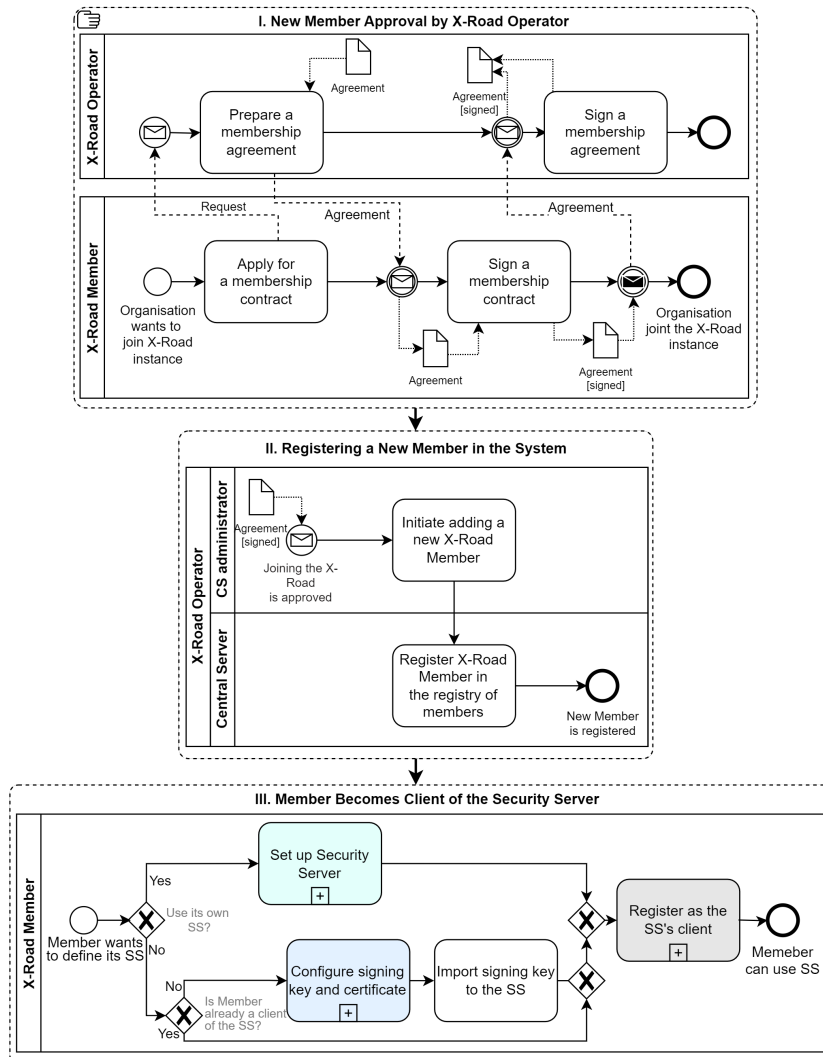 I. New Member Approval by X-Road Operator
X-Road Operator
Prepare a
membership
agreement
Agreement
Agreement
[signed]
Sign a
membership
agreement
Request
Agreement
Agreement
X-Road Member
Organisation
wants to
join X-Road
instance
Apply for
a membership
contract
Agreement
Sign a
membership
contract
Agreement
[signed]
Organisation
joint the X-Road
instance
II. Registering a New Member in the System
X-Road Operator
CS administrator
Agreement
[signed]
Joining the X-
Road
is approved
Initiate adding a
new X-Road
Member
Central Server
Register X-Road
Member in
the registry of
members
New Member
is registered
III. Member Becomes Client of the Security Server
X-Road Member
Member wants
to define its SS
Yes
Use its own
SS?
No
Set up Security
Server
+
No
Is Member
already a client
of the SS?
Yes
Configure signing
key and certificate
+
Import signing key
to the SS
Register as the
SS's client
+
Memeber
can use SS